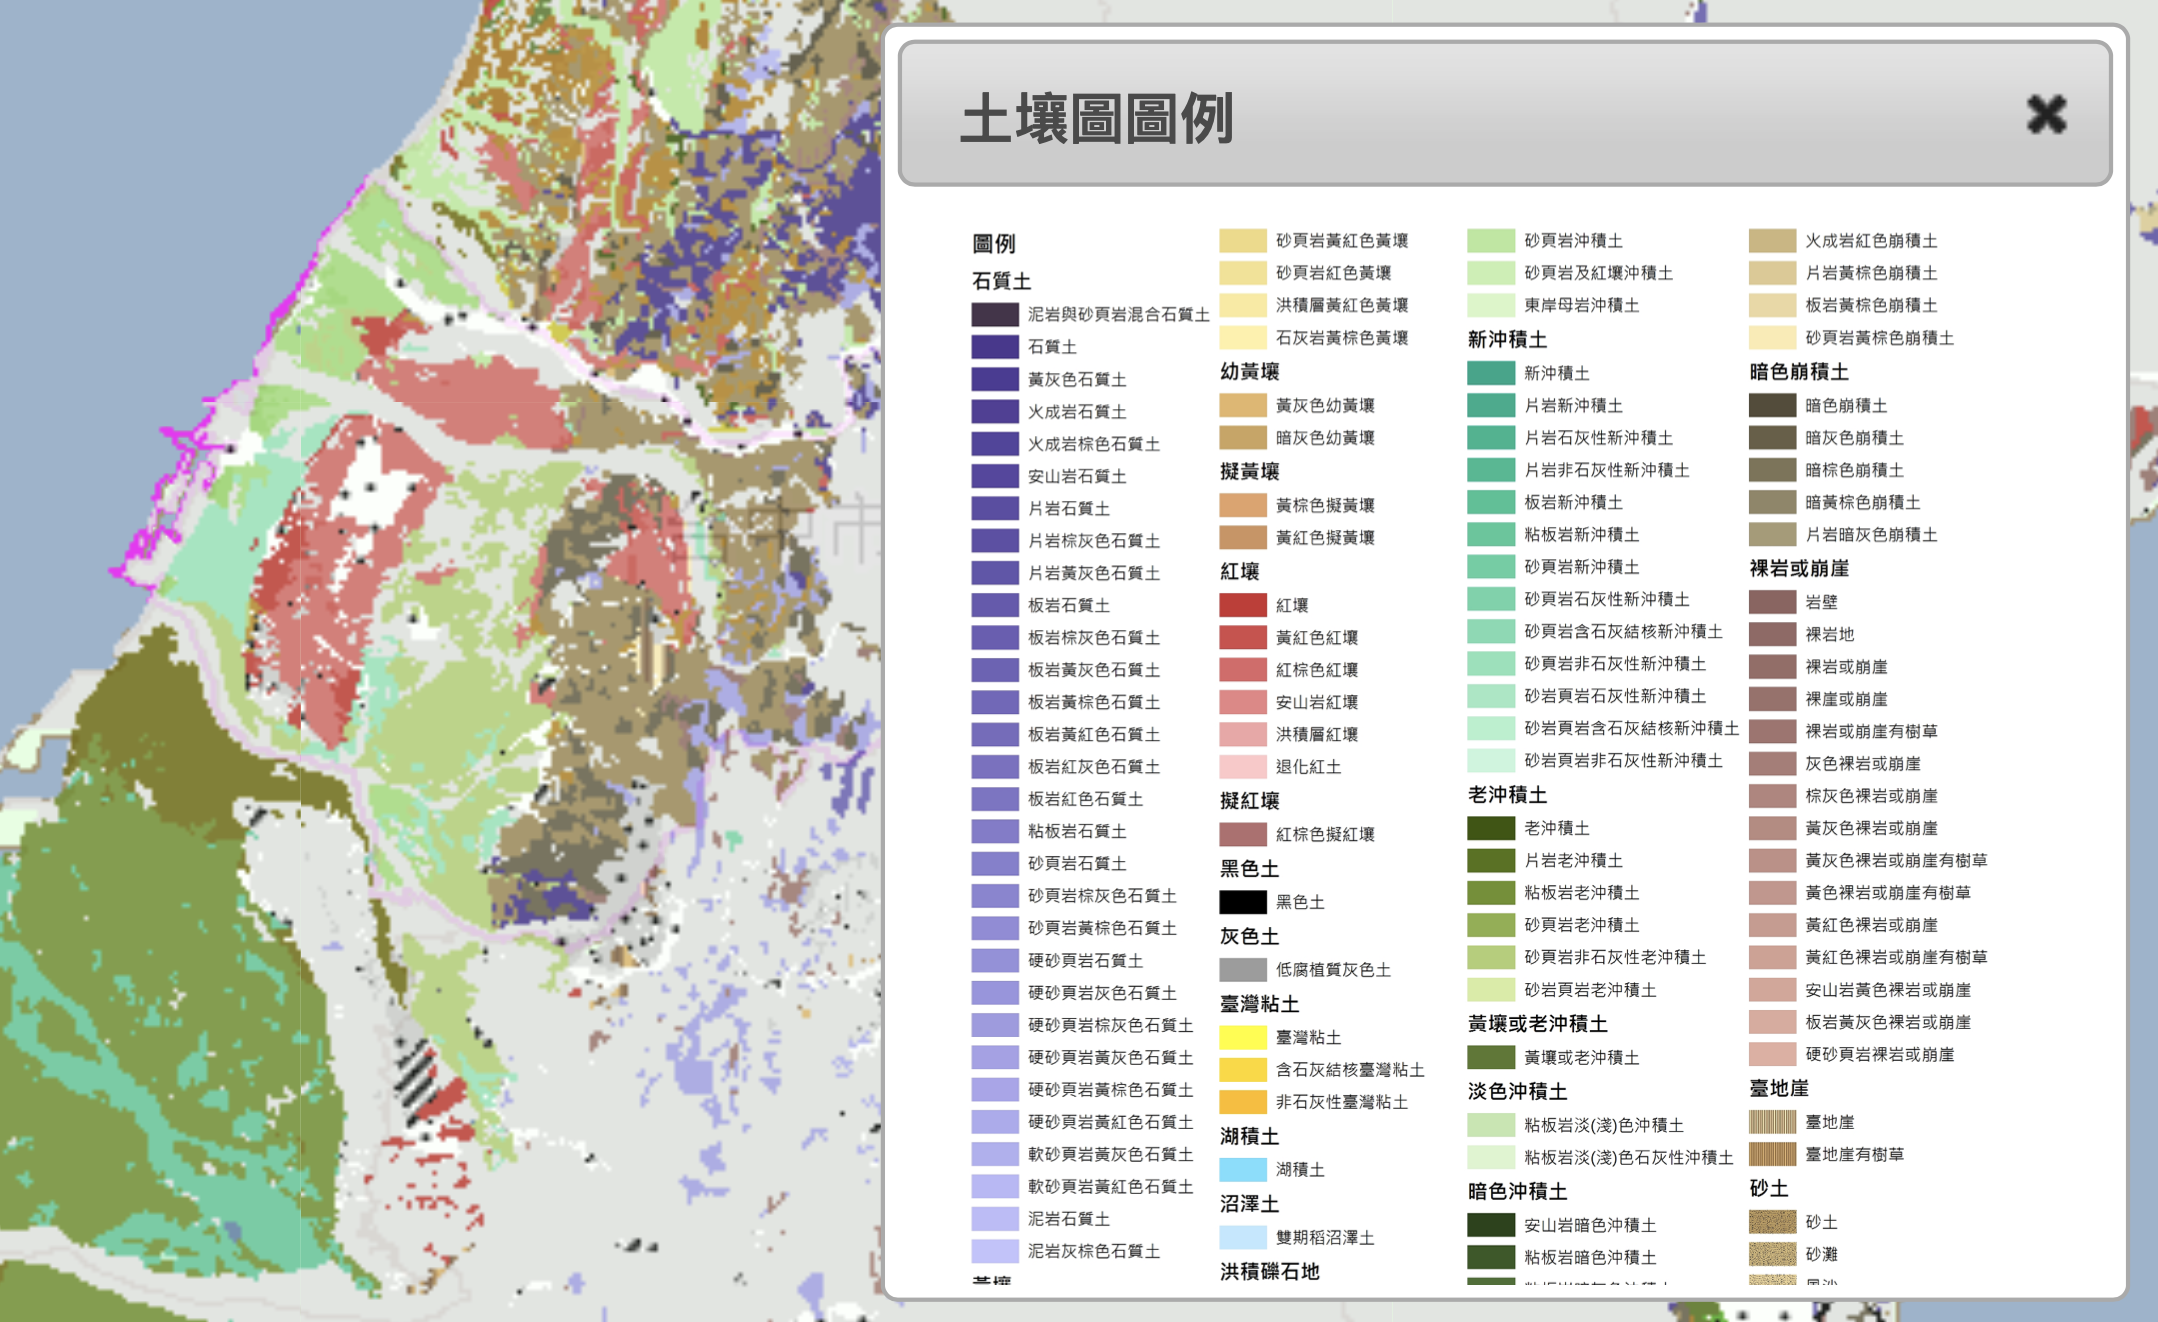 土壤圖圖例
圖例
石質土
泥岩與砂頁岩混合石質土
石質土
黃灰色石質土
火成岩石質土
火成岩棕色石質土
安山岩石質土
片岩石質土
片岩棕灰色石質土
片岩黃灰色石質土
板岩石質土
板岩棕灰色石質土
板岩黃灰色石質土
板岩黃棕色石質土
板岩黃紅色石質土
板岩紅灰色石質土
板岩紅色石質土
粘板岩石質土
砂頁岩石質土
砂頁岩棕灰色石質土
砂頁岩黃棕色石質土
硬砂頁岩石質土
硬砂頁岩灰色石質土
硬砂頁岩棕灰色石質土
硬砂頁岩黃灰色石質土
硬砂頁岩黃棕色石質土
硬砂頁岩黃紅色石質土
軟砂頁岩黃灰色石質土
軟砂頁岩黃紅色石質土
泥岩石質土
泥岩灰棕色石質土
黃壤
砂頁岩黃紅色黃壤
砂頁岩紅色黃壤
洪積層黃紅色黃壤
石灰岩黃棕色黃壤
幼黃壤
黃灰色幼黃壤
暗灰色幼黃壤
擬黃壤
黃棕色擬黃壤
黃紅色擬黃壤
紅壤
紅壤
黃紅色紅壤
紅棕色紅壤
安山岩紅壤
洪積層紅壤
退化紅土
擬紅壤
紅棕色擬紅壤
黑色土
黑色土
灰色土
低腐植質灰色土
臺灣粘土
臺灣粘土
含石灰結核臺灣粘土
非石灰性臺灣粘土
湖積土
湖積土
沼澤土
雙期稻沼澤土
洪積礫石地
砂頁岩沖積土
砂頁岩及紅壤沖積土
東岸母岩沖積土
新沖積土
新沖積土
片岩新沖積土
片岩石灰性新沖積土
片岩非石灰性新沖積土
板岩新沖積土
粘板岩新沖積土
砂頁岩新沖積土
砂頁岩石灰性新沖積土
砂頁岩含石灰結核新沖積土
砂頁岩非石灰性新沖積土
砂岩頁岩石灰性新沖積土
砂岩頁岩含石灰結核新沖積土
砂岩頁岩非石灰性新沖積土
老沖積土
老沖積土
片岩老沖積土
粘板岩老沖積土
砂頁岩老沖積土
砂頁岩非石灰性老沖積土
砂岩頁岩老沖積土
黃壤或老沖積土
黃壤或老沖積土
淡色沖積土
粘板岩淡(淺)色沖積土
粘板岩淡(淺)色石灰性沖積土
暗色沖積土
安山岩暗色沖積土
粘板岩暗色沖積土
火成岩紅色崩積土
片岩黃棕色崩積土
板岩黃棕色崩積土
砂頁岩黃棕色崩積土
暗色崩積土
暗色崩積土
暗灰色崩積土
暗棕色崩積土
暗黃棕色崩積土
片岩暗灰色崩積土
裸岩或崩崖
岩壁
裸岩地
裸岩或崩崖
裸崖或崩崖
裸岩或崩崖有樹草
灰色裸岩或崩崖
棕灰色裸岩或崩崖
黃灰色裸岩或崩崖
黃灰色裸岩或崩崖有樹草
黃色裸岩或崩崖有樹草
黃紅色裸岩或崩崖
黃紅色裸岩或崩崖有樹草
安山岩黃色裸岩或崩崖
板岩黃灰色裸岩或崩崖
硬砂頁岩裸岩或崩崖
臺地崖
臺地崖
臺地崖有樹草
砂土
砂土
砂灘